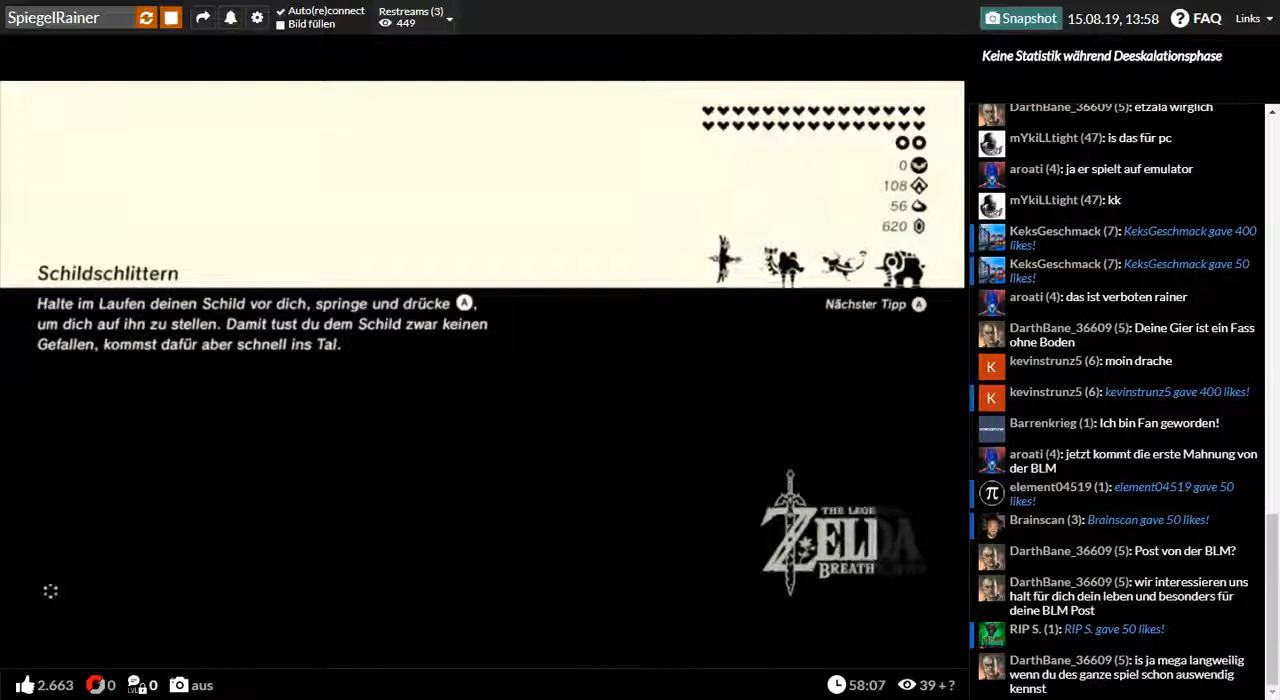 SpiegelRainer
Auto(re)connect
Bild füllen
Restreams (3)
449
Snapshot
15.08.19, 13:58
FAQ
Links
Keine Statistik während Deeskalationsphase
0
108
56
620
Schildschlittern
Halte im Laufen deinen Schild vor dich, springe und drücke A,
um dich auf ihn zu stellen. Damit tust du dem Schild zwar keinen
Gefallen, kommst dafür aber schnell ins Tal.
Nächster Tipp A
THE LEGE
ZELDA
BREATH
DarthBane_36609 (5): etzala wirglich
mYkiLLtight (47): is das für pc
aroati (4): ja er spielt auf emulator
mYkiLLtight (47): kk
KeksGeschmack (7): KeksGeschmack gave 400
likes!
KeksGeschmack (7): KeksGeschmack gave 50
likes!
aroati (4): das ist verboten rainer
DarthBane_36609 (5): Deine Gier ist ein Fass
ohne Boden
K
kevinstrunz5 (6): moin drache
K
kevinstrunz5 (6): kevinstrunz5 gave 400 likes!
Barrenkrieg (1): Ich bin Fan geworden!
aroati (4): jetzt kommt die erste Mahnung von
der BLM
π
element04519 (1): element04519 gave 50
likes!
Brainscan (3): Brainscan gave 50 likes!
DarthBane_36609 (5): Post von der BLM?
DarthBane_36609 (5): wir interessieren uns
halt für dich dein leben und besonders für
deine BLM Post
RIP S. (1): RIP S. gave 50 likes!
DarthBane_36609 (5): is ja mega langweilig
wenn du des ganze spiel schon auswendig
kennst
2.663
0
LVL
0
aus
58:07
39 + ?